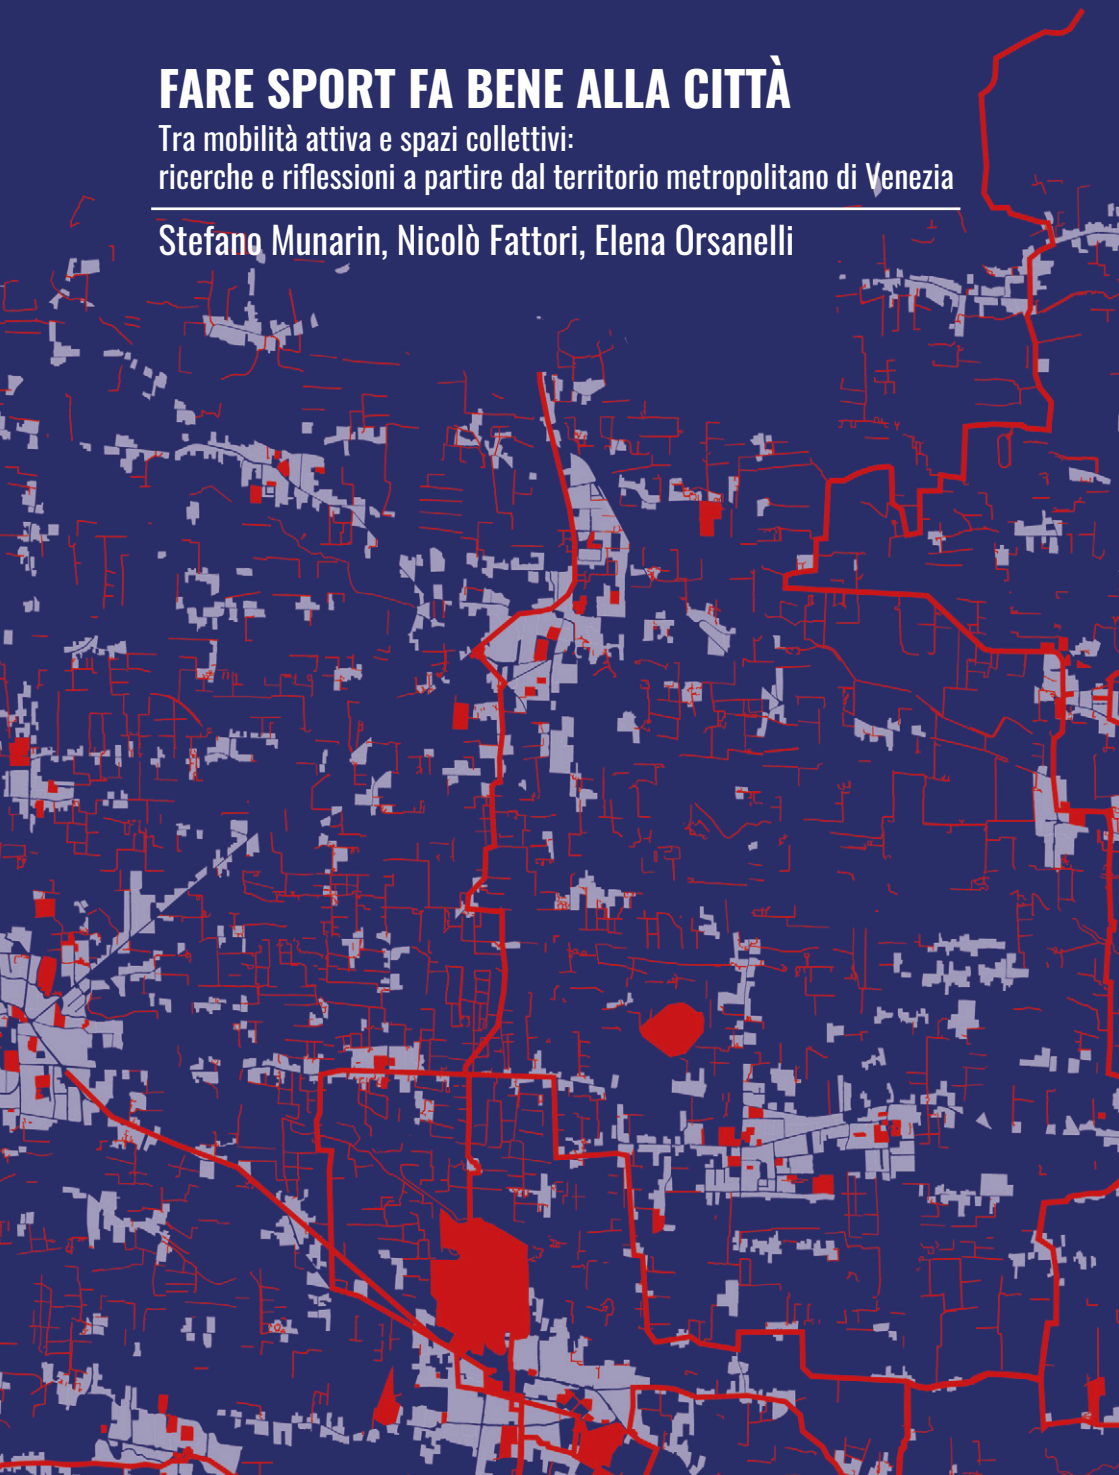 FARE SPORT FA BENE ALLA CITTÀ
Tra mobilità attiva e spazi collettivi:
ricerche e riflessioni a partire dal territorio metropolitano di Venezia
Stefano Munarin, Nicolò Fattori, Elena Orsanelli